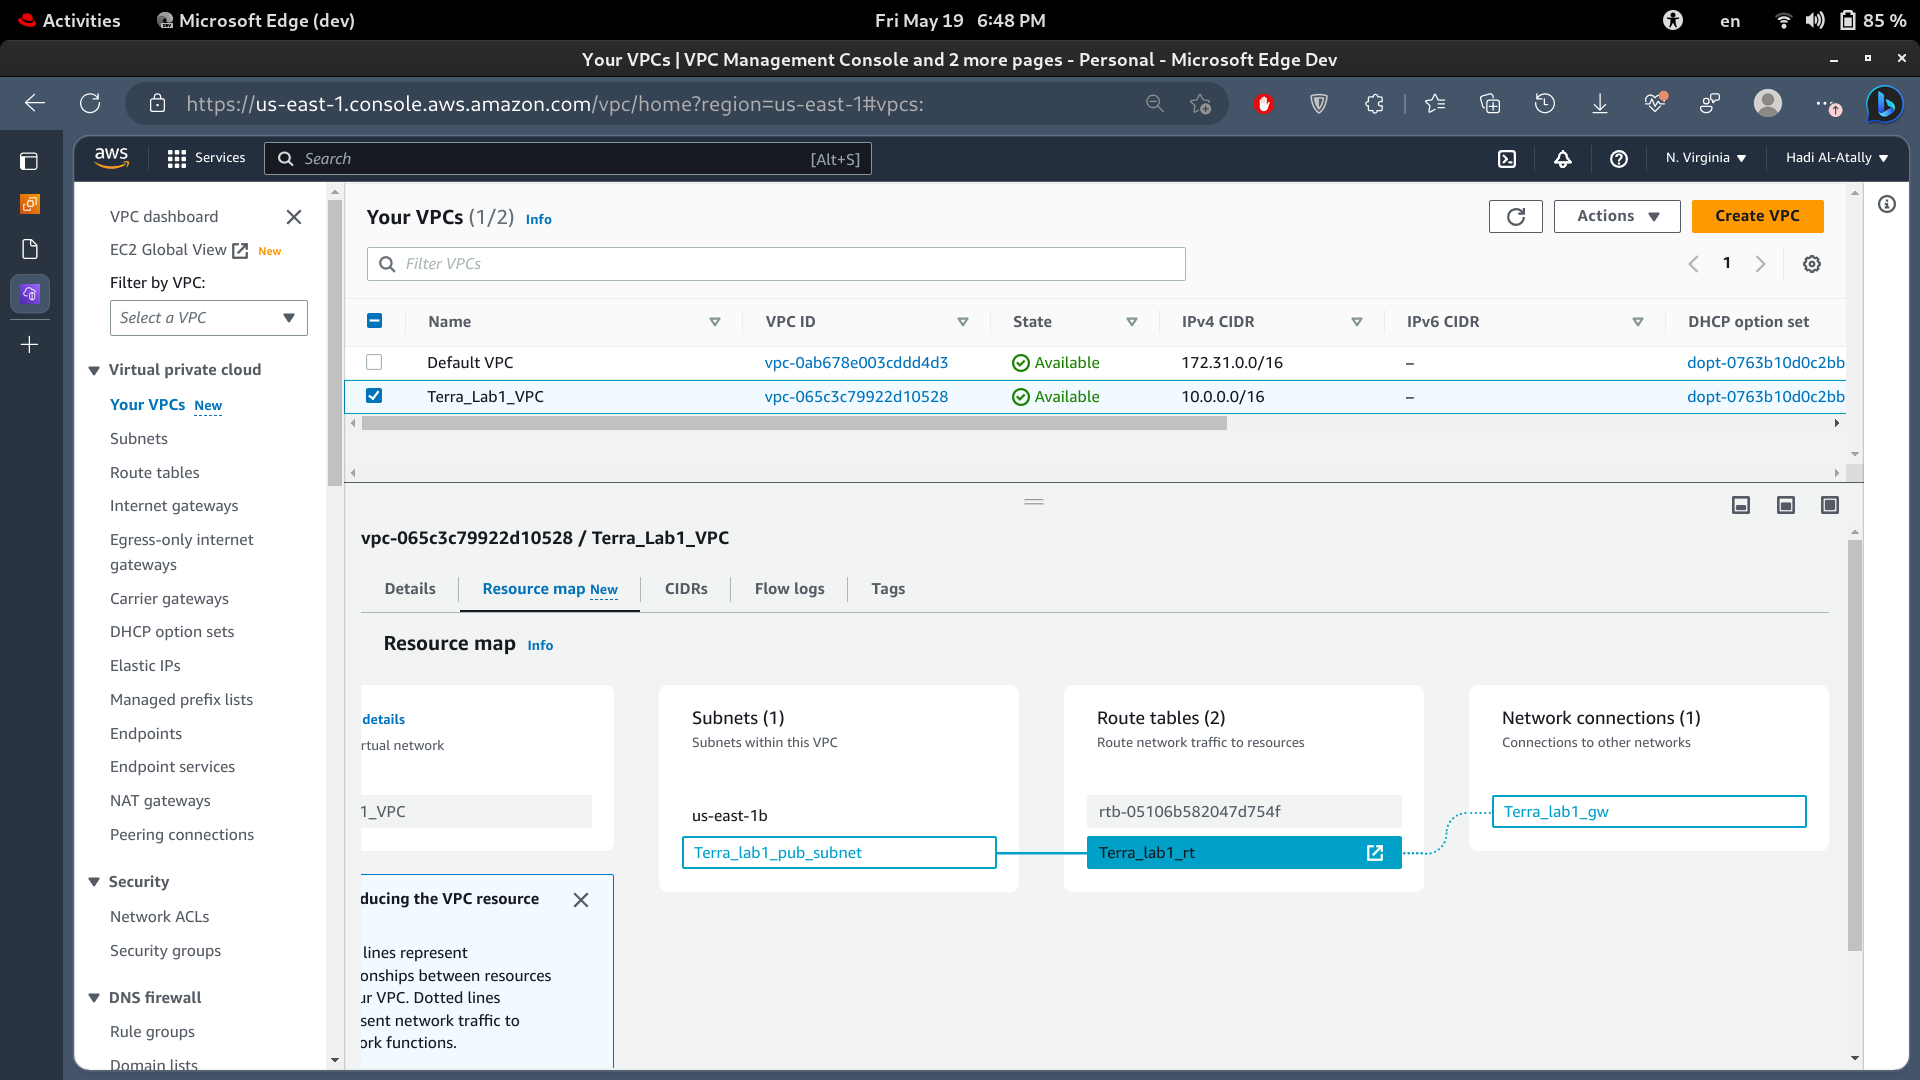 Activities
Microsoft Edge (dev)
Fri May 19 6:48 PM
en
85 %
Your VPCs | VPC Management Console and 2 more pages - Personal - Microsoft Edge Dev
https://us-east-1.console.aws.amazon.com/vpc/home?region=us-east-1#vpcs:
aws
Services
Search
[Alt+S]
N. Virginia
Hadi Al-Atally
VPC dashboard
EC2 Global View New
Filter by VPC:
Select a VPC
Virtual private cloud
Your VPCs New
Subnets
Route tables
Internet gateways
Egress-only internet
gateways
Carrier gateways
DHCP option sets
Elastic IPs
Managed prefix lists
Endpoints
Endpoint services
NAT gateways
Peering connections
Security
Network ACLs
Security groups
DNS firewall
Rule groups
Domain lists
Your VPCs (1/2) Info
Actions
Create VPC
Filter VPCs
1
Name VPC ID State IPv4 CIDR IPv6 CIDR DHCP option set
Default VPC vpc-0ab678e003cddd4d3 Available 172.31.0.0/16 – dopt-0763b10d0c2bb
Terra_Lab1_VPC vpc-065c3c79922d10528 Available 10.0.0.0/16 – dopt-0763b10d0c2bb
vpc-065c3c79922d10528 / Terra_Lab1_VPC
Details
Resource map New
CIDRs
Flow logs
Tags
Resource map Info
details
rtual network
1_VPC
ducing the VPC resource
lines represent
onships between resources
ur VPC. Dotted lines
sent network traffic to
ork functions.
Subnets (1)
Subnets within this VPC
us-east-1b
Terra_lab1_pub_subnet
Route tables (2)
Route network traffic to resources
rtb-05106b582047d754f
Terra_lab1_rt
Network connections (1)
Connections to other networks
Terra_lab1_gw